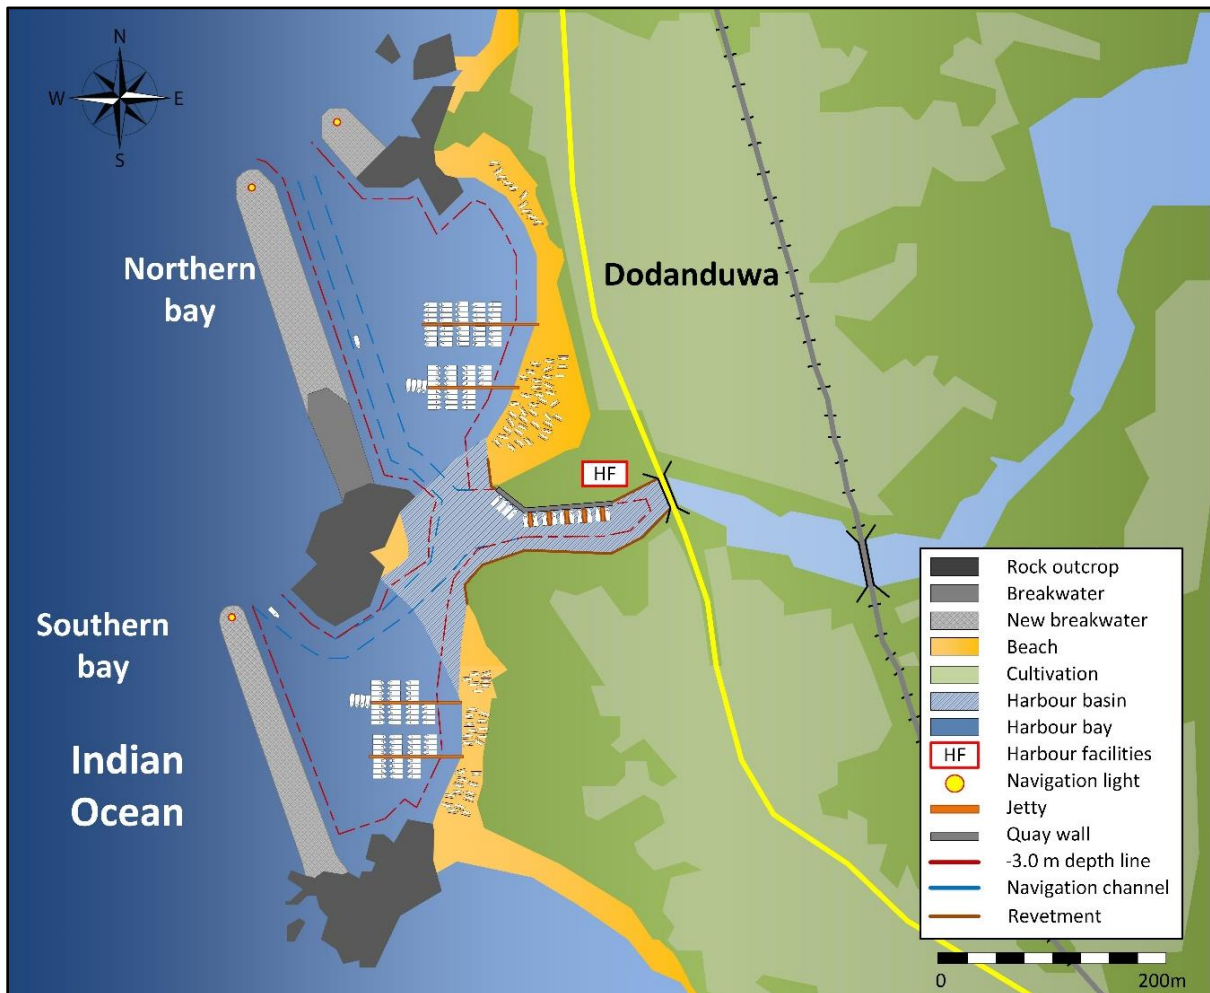 N
W
E
S
Northern
bay
Dodanduwa
HF
Southern
bay
Indian
Ocean
Rock outcrop
Breakwater
New breakwater
Beach
Cultivation
Harbour basin
Harbour bay
HF Harbour facilities
Navigation light
Jetty
Quay wall
-3.0 m depth line
Navigation channel
Revetment
0 200m